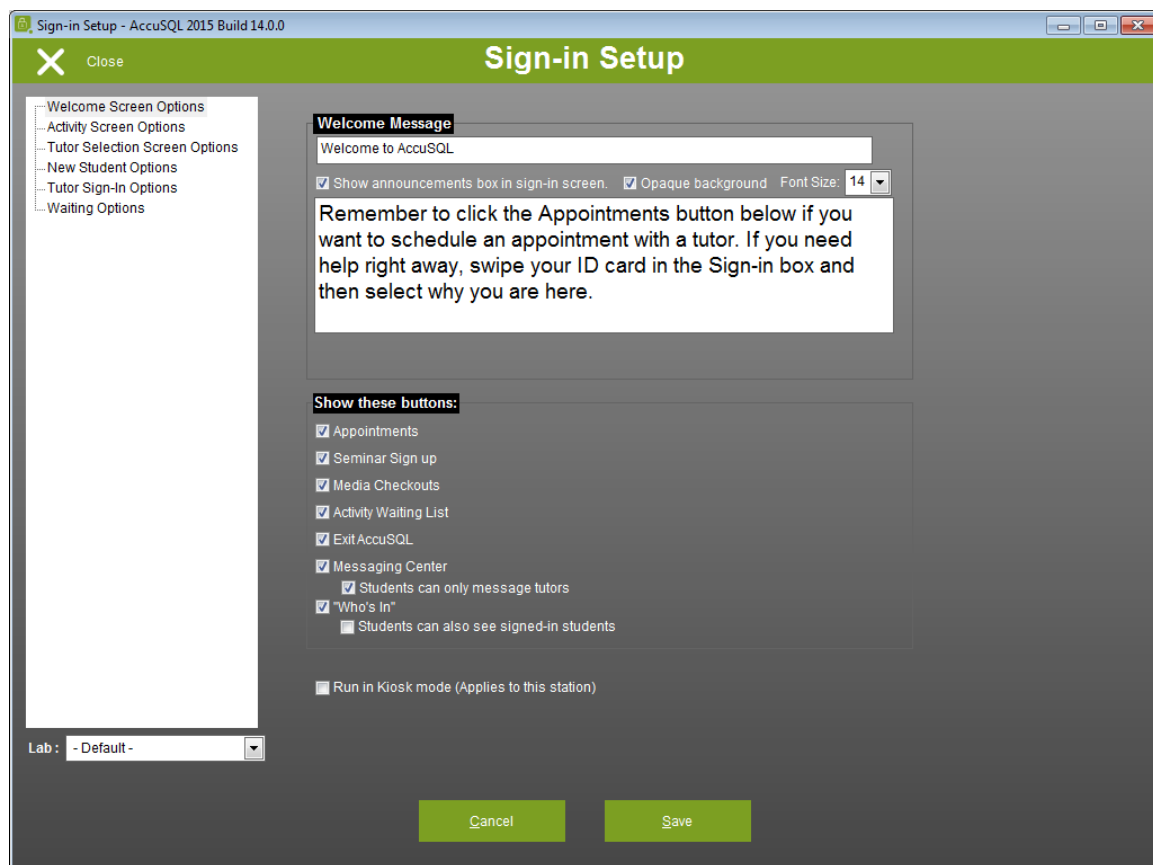 Sign-in Setup - AccuSQL 2015 Build 14.0.0
Close
Sign-in Setup
Welcome Screen Options
Activity Screen Options
Tutor Selection Screen Options
New Student Options
Tutor Sign-In Options
Waiting Options
Lab : - Default -
Welcome Message
Welcome to AccuSQL
Show announcements box in sign-in screen. Opaque background Font Size: 14
Remember to click the Appointments button below if you
want to schedule an appointment with a tutor. If you need
help right away, swipe your ID card in the Sign-in box and
then select why you are here.
Show these buttons:
Appointments
Seminar Sign up
Media Checkouts
Activity Waiting List
Exit AccuSQL
Messaging Center
Students can only message tutors
"Who's In"
Students can also see signed-in students
Run in Kiosk mode (Applies to this station)
Cancel Save